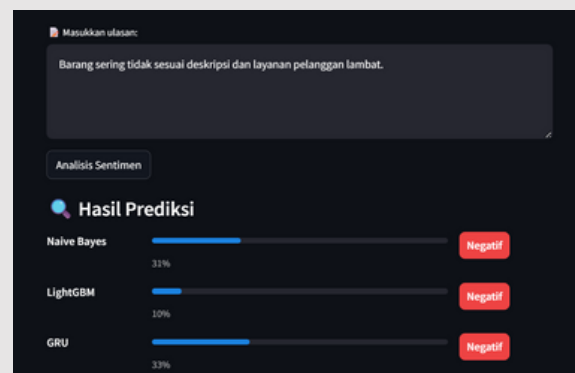 Masukkan ulasan:
Barang sering tidak sesuai deskripsi dan layanan pelanggan lambat.
Analisis Sentimen
Hasil Prediksi
Naive Bayes
Negatif
31%
LightGBM
Negatif
10%
GRU
Negatif
33%